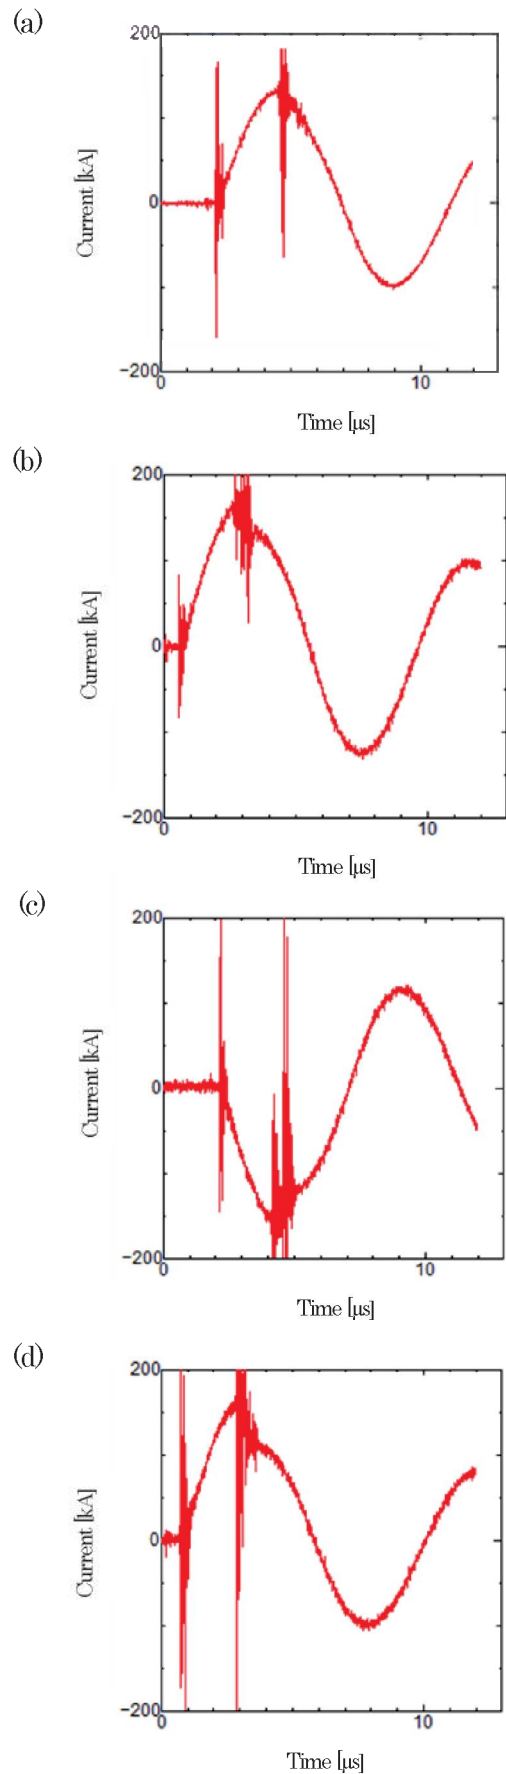 (a)
200
Current [kA]
0
−200
0 10
Time [μs]
(b)
200
Current [kA]
0
−200
0 10
Time [μs]
(c)
200
Current [kA]
0
−200
0 10
Time [μs]
(d)
200
Current [kA]
0
−200
0 10
Time [μs]